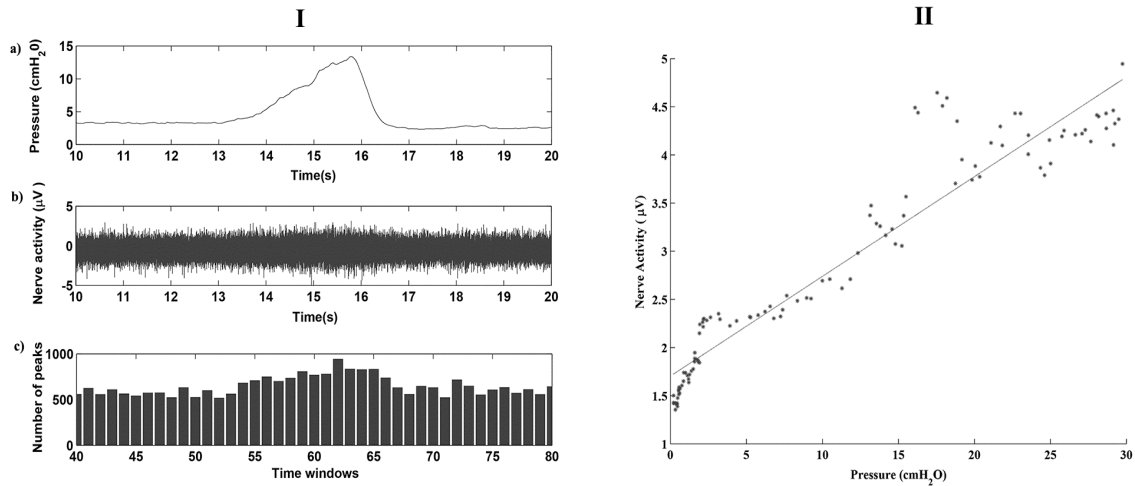 I
a)
Pressure (cmH20)
15
10
5
0
10 11 12 13 14 15 16 17 18 19 20
Time(s)
b)
Nerve activity (μV)
5
0
-5
10 11 12 13 14 15 16 17 18 19 20
Time(s)
c)
Number of peaks
1000
500
0
40 45 50 55 60 65 70 75 80
Time windows
II
Nerve Activity ( μV)
5
4.5
4
3.5
3
2.5
2
1.5
1
0 5 10 15 20 25 30
Pressure (cmH2O)